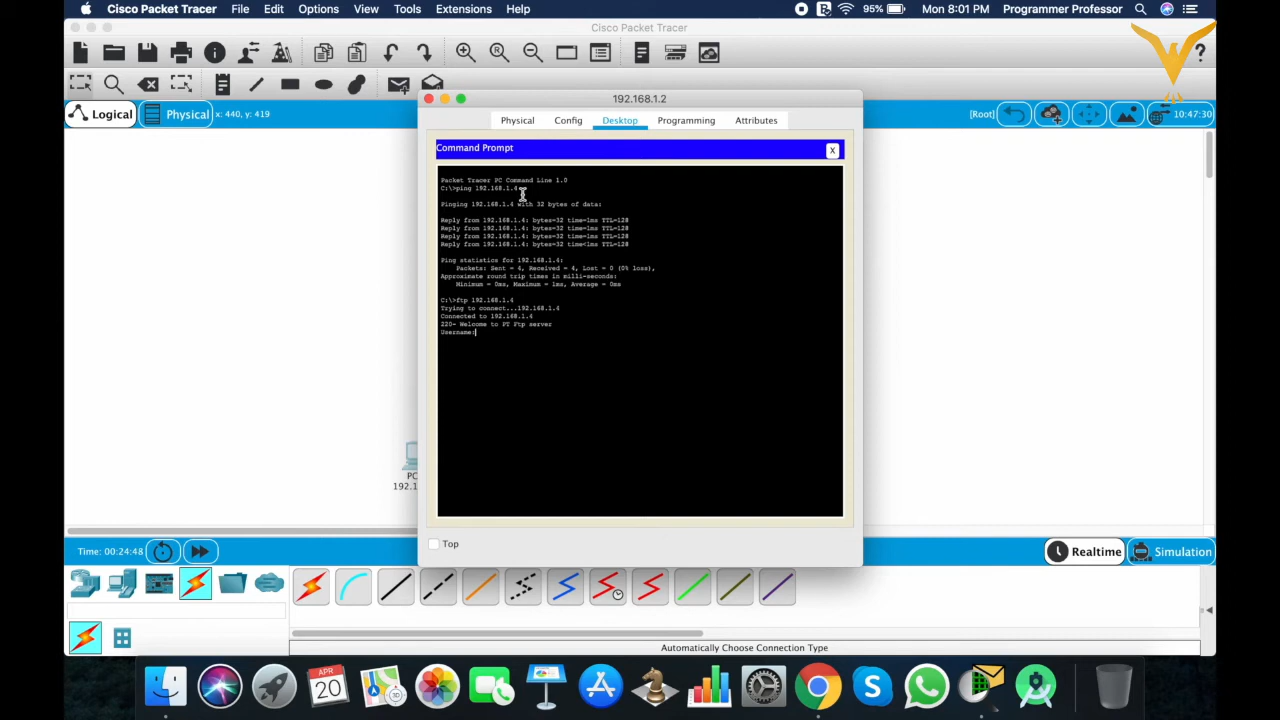 Cisco Packet Tracer File Edit Options View Tools Extensions Window Help 95% Mon 8:01 PM Programmer Professor
Cisco Packet Tracer
Logical Physical x: 440, y: 419 [Root] 10:47:30
192.168.1.2
Physical Config Desktop Programming Attributes
Command Prompt X
Packet Tracer PC Command Line 1.0
C:\>ping 192.168.1.4
Pinging 192.168.1.4 with 32 bytes of data:
Reply from 192.168.1.4: bytes=32 time=1ms TTL=128
Reply from 192.168.1.4: bytes=32 time=1ms TTL=128
Reply from 192.168.1.4: bytes=32 time=1ms TTL=128
Reply from 192.168.1.4: bytes=32 time<1ms TTL=128
Ping statistics for 192.168.1.4:
Packets: Sent = 4, Received = 4, Lost = 0 (0% loss),
Approximate round trip times in milli-seconds:
Minimum = 0ms, Maximum = 1ms, Average = 0ms
C:\>ftp 192.168.1.4
Trying to connect...192.168.1.4
Connected to 192.168.1.4
220- Welcome to PT Ftp server
Username:
PC
192.1
Top
Time: 00:24:48 Realtime Simulation
Automatically Choose Connection Type
APR
20